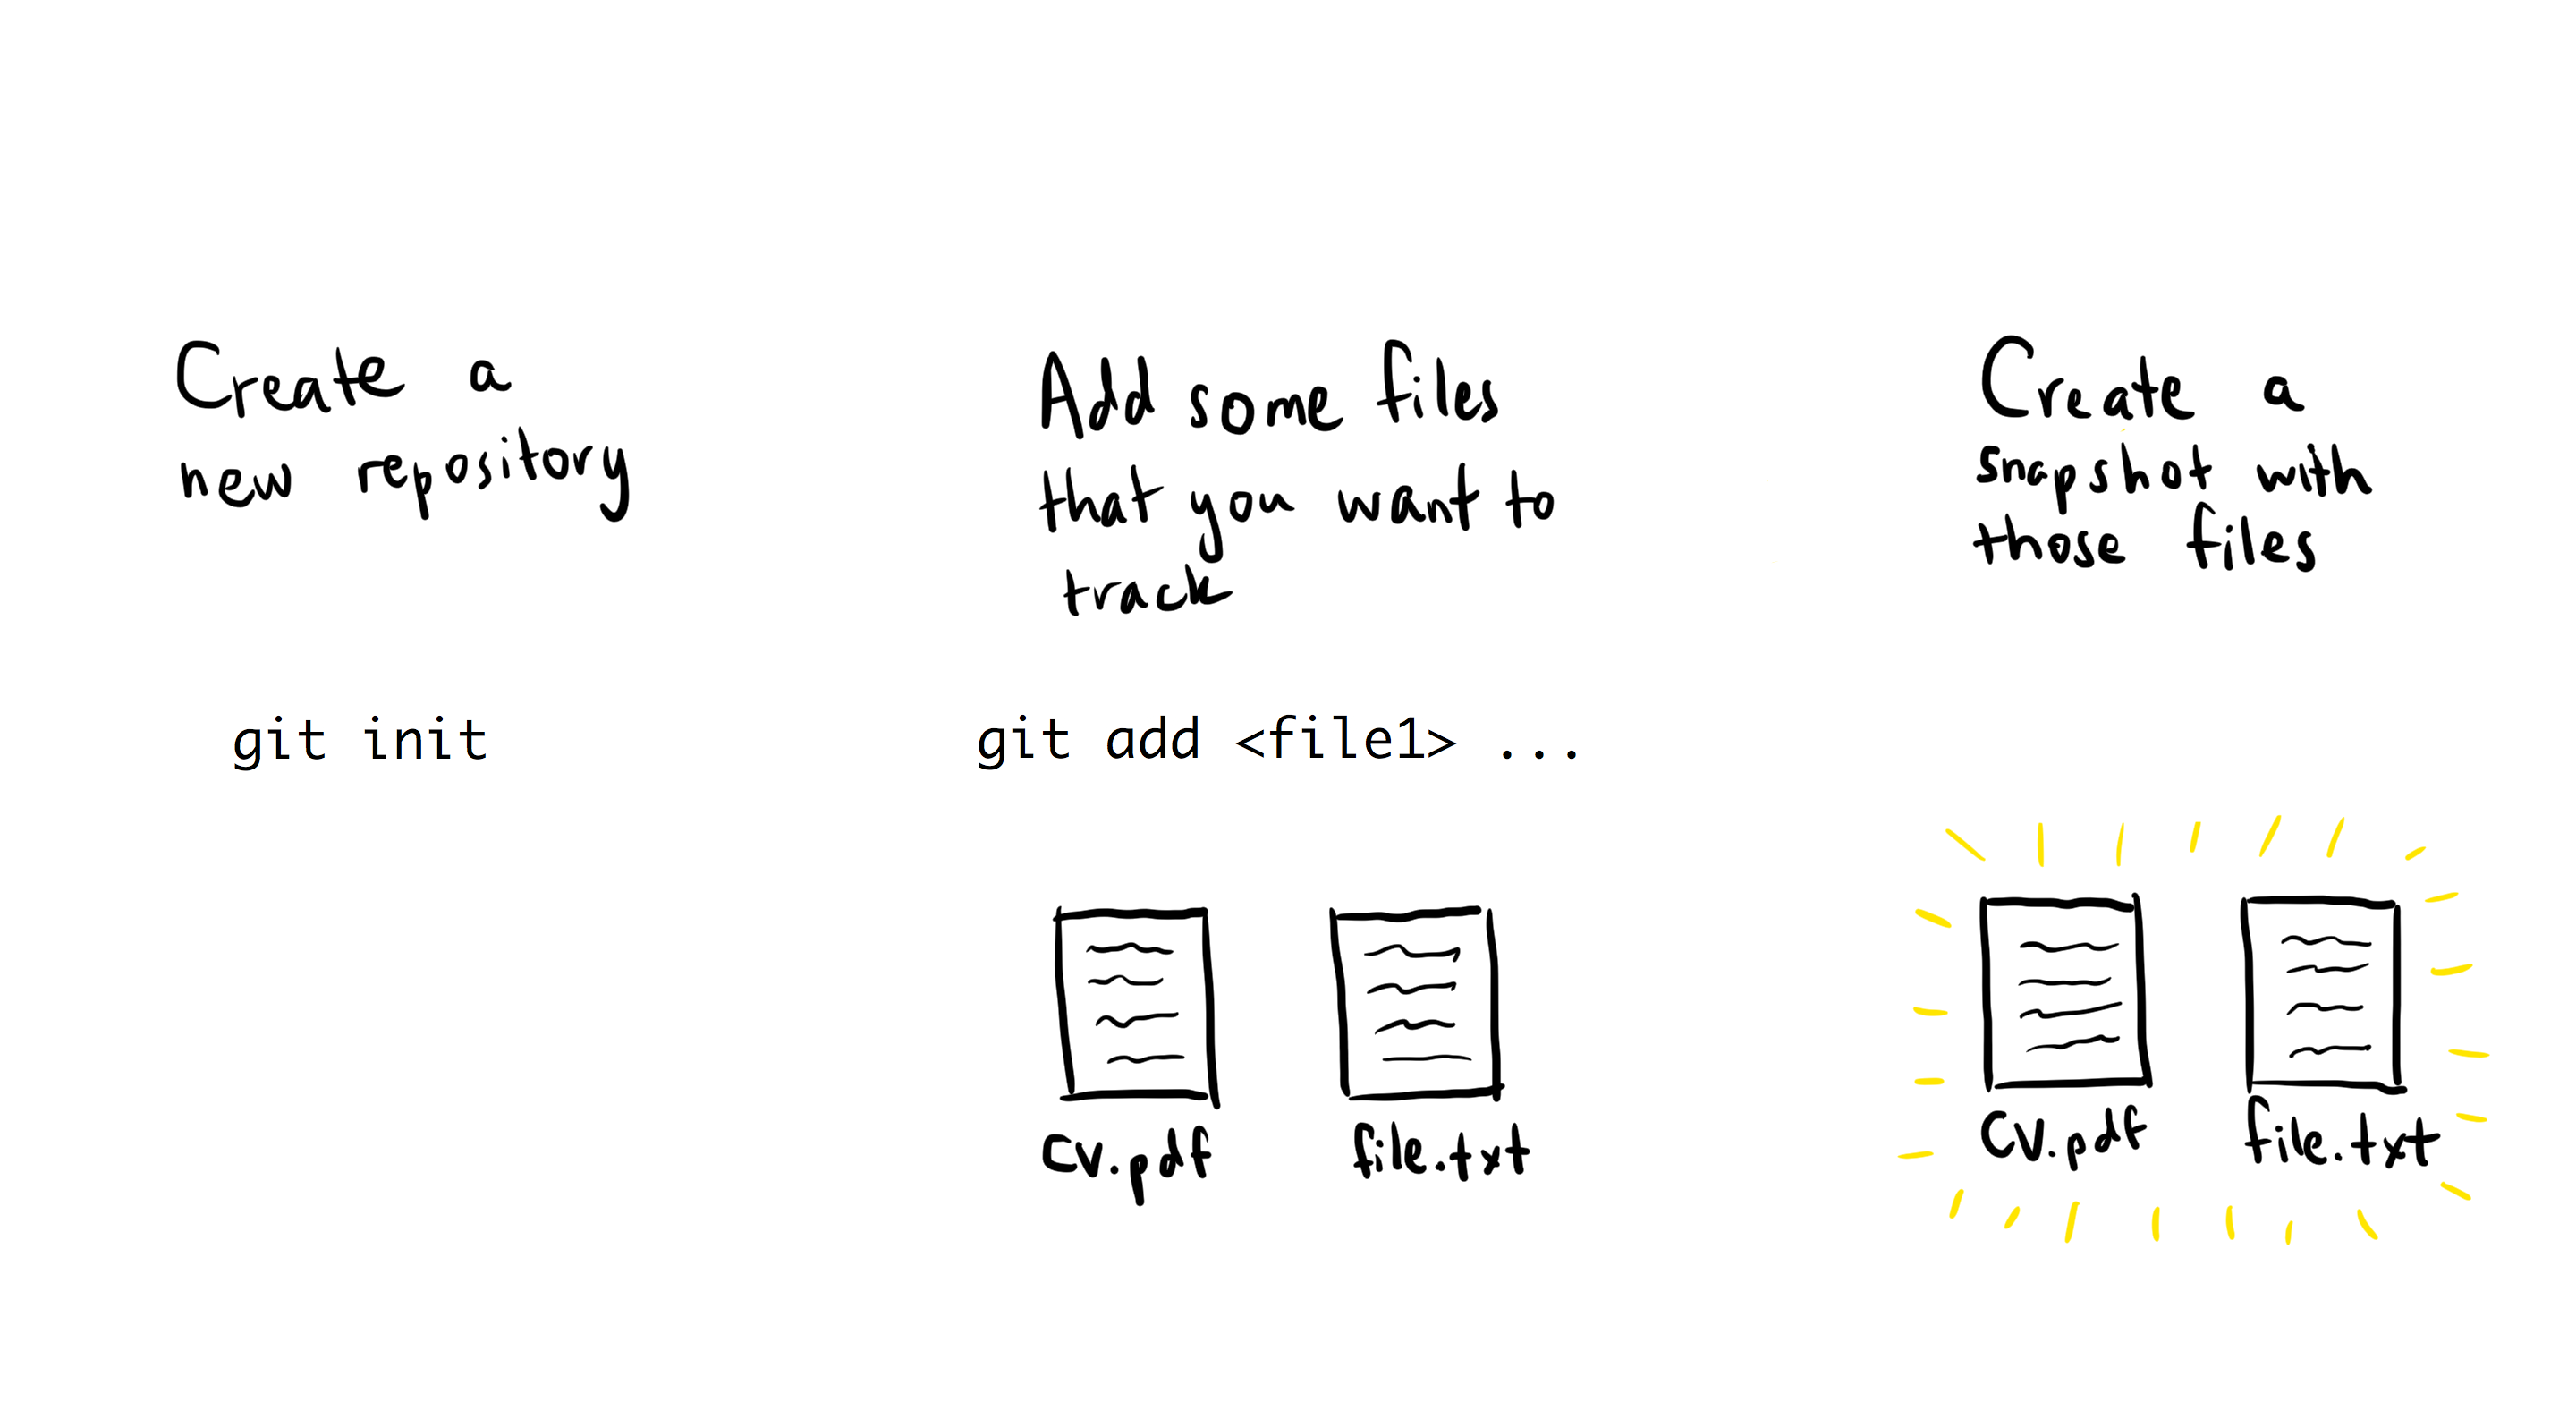 Create a
new repository
git init
Add some files
that you want to
track
git add <file1> ...
cv.pdf
file.txt
Create a
snapshot with
those files
cv.pdf
file.txt